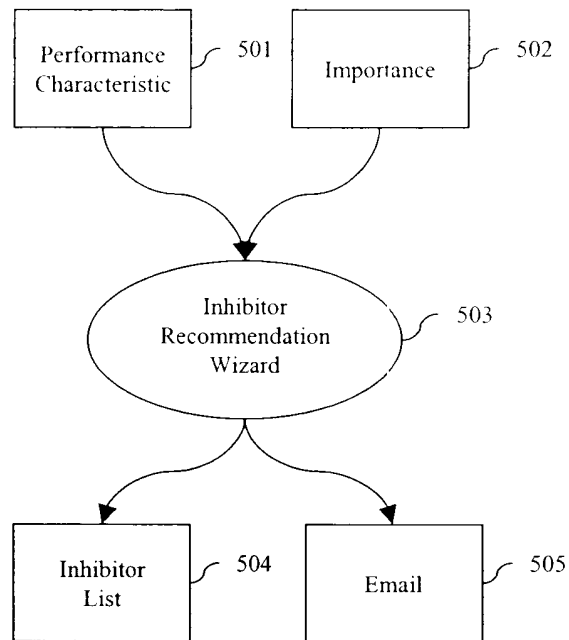 Performance
Characteristic
501
Importance
502
Inhibitor
Recommendation
Wizard
503
Inhibitor
List
504
Email
505